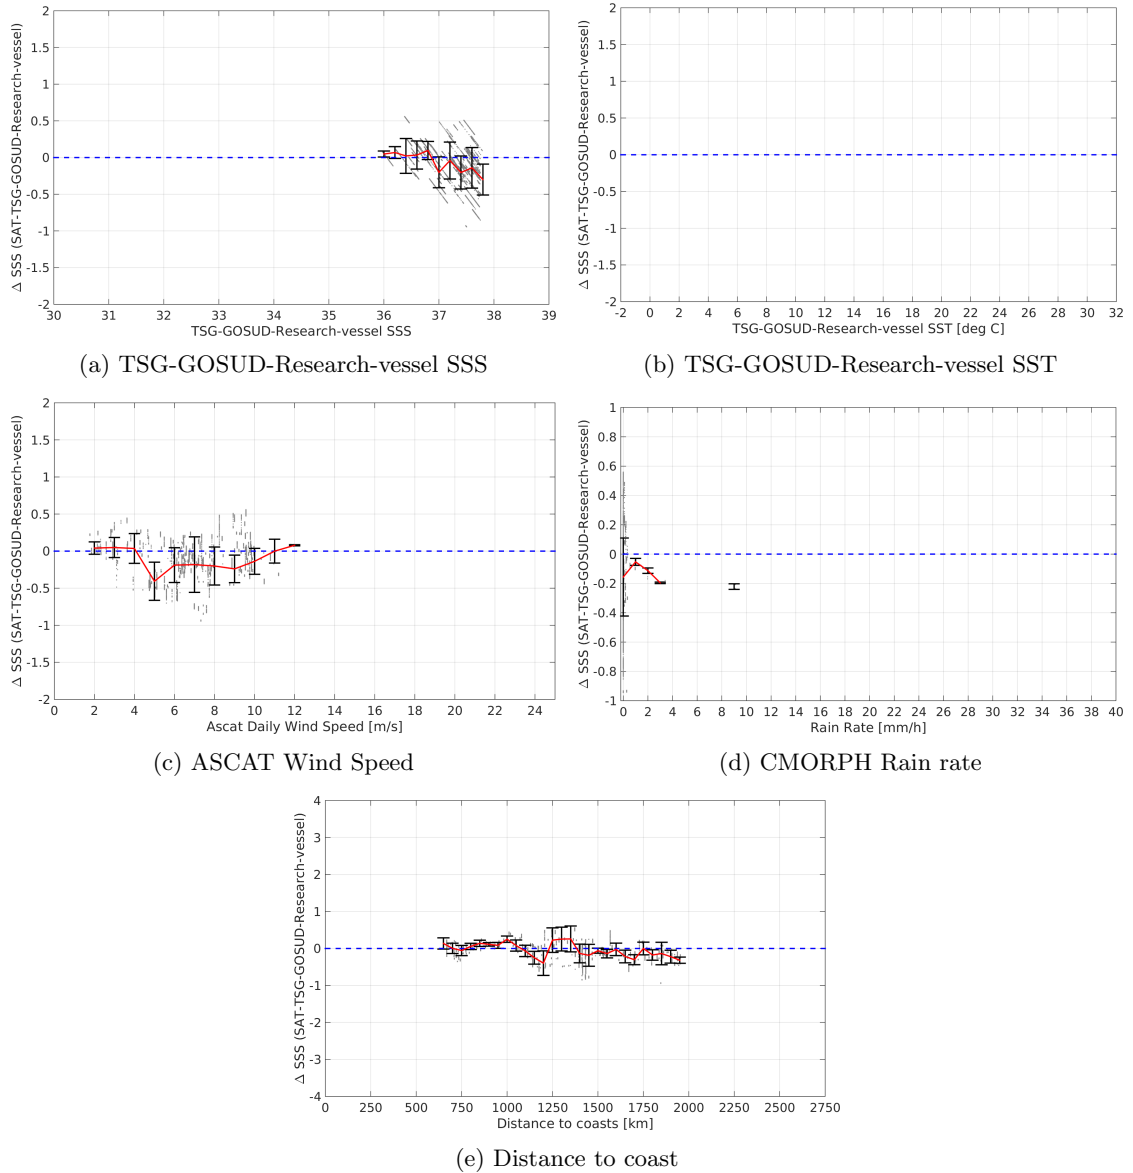 Δ SSS (SAT-TSG-GOSUD-Research-vessel)
2
1.5
1
0.5
0
-0.5
-1
-1.5
-2
30 31 32 33 34 35 36 37 38 39
TSG-GOSUD-Research-vessel SSS
(a) TSG-GOSUD-Research-vessel SSS
Δ SSS (SAT-TSG-GOSUD-Research-vessel)
2
1.5
1
0.5
0
-0.5
-1
-1.5
-2
-2 0 2 4 6 8 10 12 14 16 18 20 22 24 26 28 30 32
TSG-GOSUD-Research-vessel SST [deg C]
(b) TSG-GOSUD-Research-vessel SST
Δ SSS (SAT-TSG-GOSUD-Research-vessel)
2
1.5
1
0.5
0
-0.5
-1
-1.5
-2
0 2 4 6 8 10 12 14 16 18 20 22 24
Ascat Daily Wind Speed [m/s]
(c) ASCAT Wind Speed
Δ SSS (SAT-TSG-GOSUD-Research-vessel)
1
0.8
0.6
0.4
0.2
0
-0.2
-0.4
-0.6
-0.8
-1
0 2 4 6 8 10 12 14 16 18 20 22 24 26 28 30 32 34 36 38 40
Rain Rate [mm/h]
(d) CMORPH Rain rate
Δ SSS (SAT-TSG-GOSUD-Research-vessel)
4
3
2
1
0
-1
-2
-3
-4
0 250 500 750 1000 1250 1500 1750 2000 2250 2500 2750
Distance to coasts [km]
(e) Distance to coast